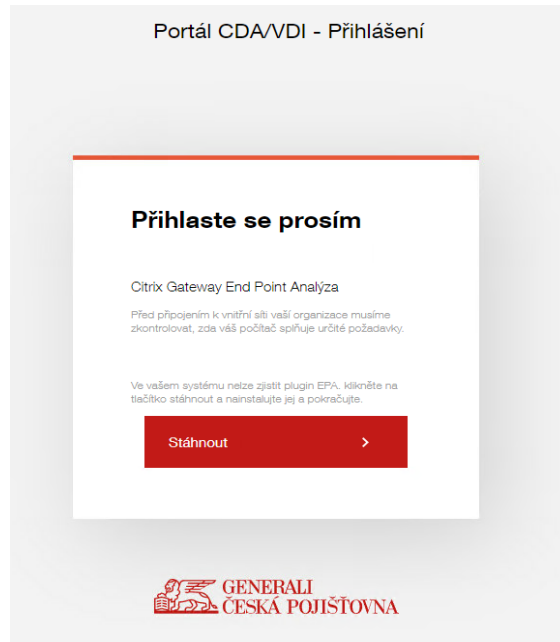 Portál CDA/VDI - Přihlášení
Přihlaste se prosím
Citrix Gateway End Point Analýza
Před připojením k vnitřní síti vaší organizace musíme
zkontrolovat, zda váš počítač splňuje určité požadavky.
Ve vašem systému nelze zjistit plugin EPA. klikněte na
tlačítko stáhnout a nainstalujte jej a pokračujte.
Stáhnout
GENERALI
ČESKÁ POJIŠŤOVNA